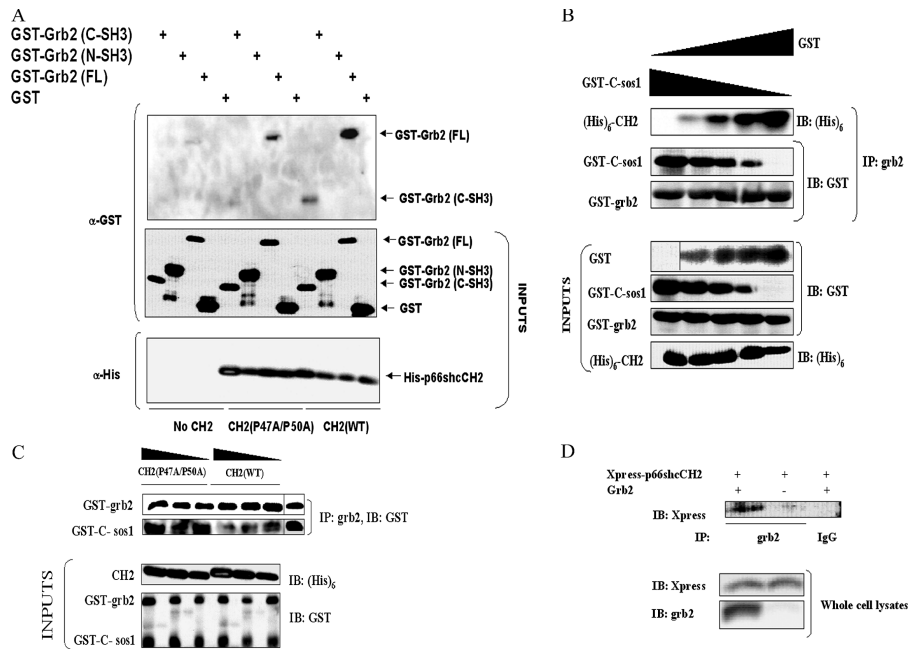 A
GST-Grb2 (C-SH3) + + +
GST-Grb2 (N-SH3) + + +
GST-Grb2 (FL) + + +
GST + + +
α-GST
GST-Grb2 (FL)
GST-Grb2 (C-SH3)
GST-Grb2 (FL)
GST-Grb2 (N-SH3)
GST-Grb2 (C-SH3)
GST
INPUTS
α-His
His-p66shcCH2
No CH2 CH2(P47A/P50A) CH2(WT)
B
GST
GST-C-sos1
(His)6-CH2 IB: (His)6
GST-C-sos1
GST-grb2
IB: GST
IP: grb2
INPUTS
GST
GST-C-sos1
GST-grb2
IB: GST
(His)6-CH2 IB: (His)6
C
CH2(P47A/P50A) CH2(WT)
GST-grb2
GST-C- sos1
IP: grb2, IB: GST
INPUTS
CH2 IB: (His)6
GST-grb2
IB: GST
GST-C- sos1
D
Xpress-p66shcCH2 + + +
Grb2 + - +
IB: Xpress
IP: grb2 IgG
IB: Xpress
IB: grb2
Whole cell lysates